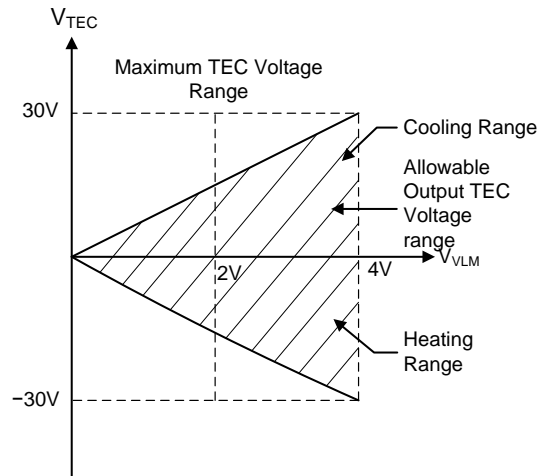 VTEC
Maximum TEC Voltage
Range
30V
Cooling Range
Allowable
Output TEC
Voltage
range
VVLM
2V
4V
Heating
Range
−30V